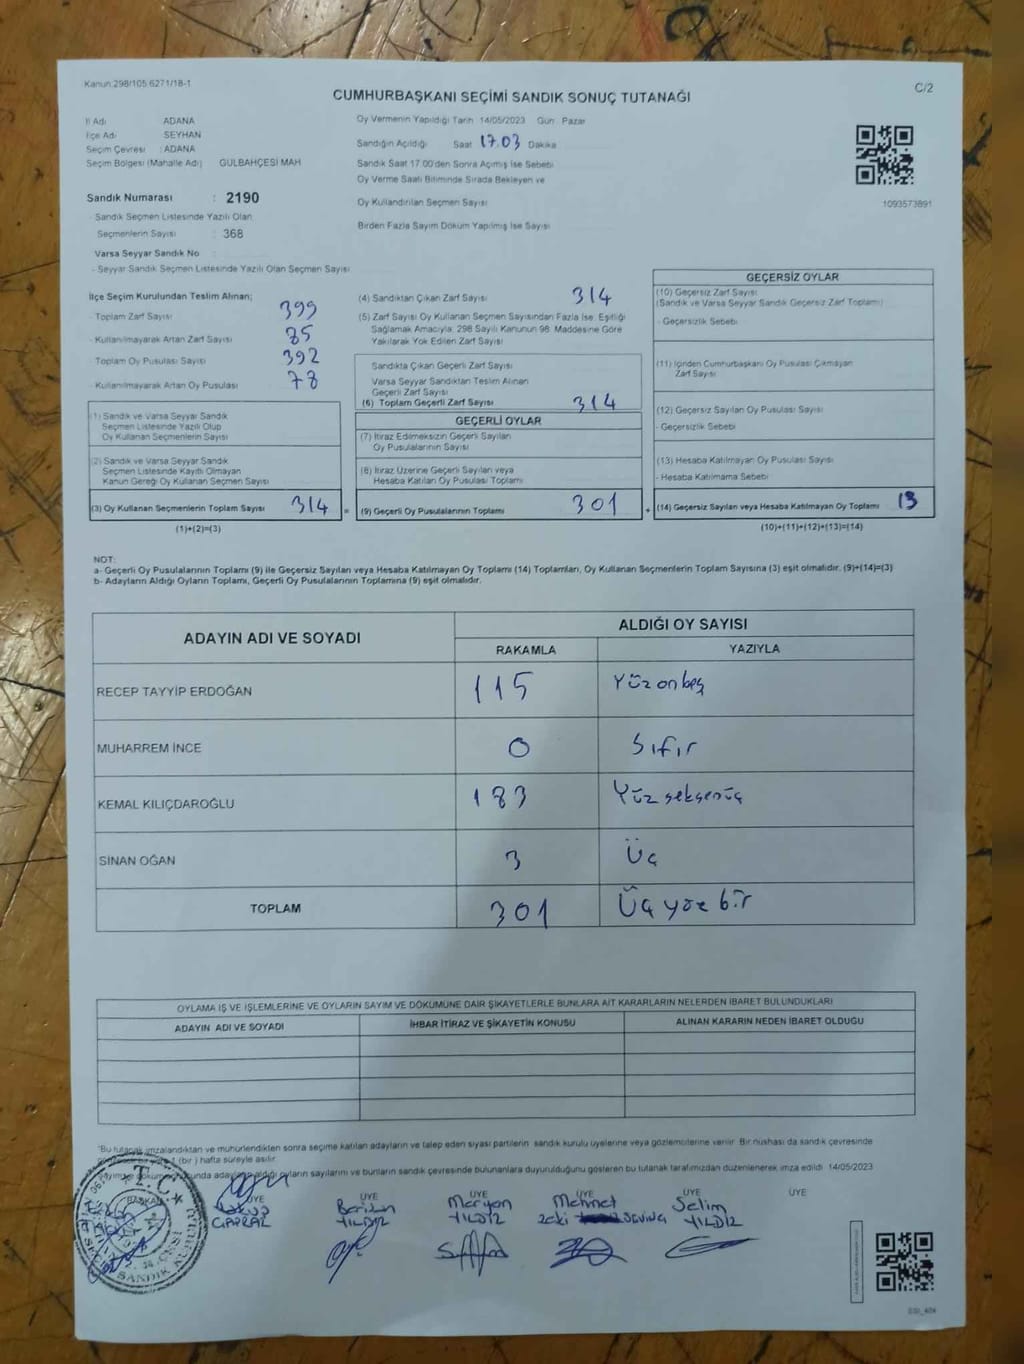 Kanun 298/105 6271/18-1
C/2
CUMHURBAŞKANI SEÇİMİ SANDIK SONUÇ TUTANAĞI
İl Adı ADANA
İlçe Adı SEYHAN
Seçim Çevresi : ADANA
Seçim Bölgesi (Mahalle Adı) GÜLBAHÇESİ MAH
Sandık Numarası : 2190
- Sandık Seçmen Listesinde Yazılı Olan
Seçmenlerin Sayısı : 368
Varsa Seyyar Sandık No
- Seyyar Sandık Seçmen Listesinde Yazılı Olan Seçmen Sayısı
Oy Vermenin Yapıldığı Tarih 14/05/2023 Gün: Pazar
Sandığın Açıldığı Saat 17.03 Dakika
Sandık Saat 17.00'den Sonra Açımış İse Sebebi
Oy Verme Saati Bitiminde Sırada Bekleyen ve
Oy Kullandırılan Seçmen Sayısı
Birden Fazla Sayım Döküm Yapılmış İse Sayısı
1093573891
İlçe Seçim Kurulundan Teslim Alınan;
- Toplam Zarf Sayısı 399
- Kullanılmayarak Artan Zarf Sayısı 85
Toplam Oy Pusulası Sayısı 392
- Kullanılmayarak Artan Oy Pusulası 78
(1) Sandık ve Varsa Seyyar Sandık
Seçmen Listesinde Yazılı Olup
Oy Kullanan Seçmenlerin Sayısı
(2) Sandık ve Varsa Seyyar Sandık
Seçmen Listesinde Kayıtlı Olmayan
Kanun Gereği Oy Kullanan Seçmen Sayısı
(3) Oy Kullanan Seçmenlerin Toplam Sayısı 314
(1)+(2)=(3)
(4) Sandıktan Çıkan Zarf Sayısı 314
(5) Zarf Sayısı Oy Kullanan Seçmen Sayısından Fazla İse, Eşitliği
Sağlamak Amacıyla, 298 Sayılı Kanunun 98. Maddesine Göre
Yakılarak Yok Edilen Zarf Sayısı
Sandıkta Çıkan Geçerli Zarf Sayısı
Varsa Seyyar Sandıktan Teslim Alınan
Geçerli Zarf Sayısı
(6) Toplam Geçerli Zarf Sayısı 314
GEÇERLİ OYLAR
(7) İtiraz Edilmeksizin Geçerli Sayılan
Oy Pusulalarının Sayısı
(8) İtiraz Üzerine Geçerli Sayılan veya
Hesaba Katılan Oy Pusulası Toplamı
= (9) Geçerli Oy Pusulalarının Toplamı 301
GEÇERSİZ OYLAR
(10) Geçersiz Zarf Sayısı
(Sandık ve Varsa Seyyar Sandık Geçersiz Zarf Toplamı)
- Geçersizlik Sebebi
(11) İçinden Cumhurbaşkanı Oy Pusulası Çıkmayan
Zarf Sayısı
(12) Geçersiz Sayılan Oy Pusulası Sayısı
- Geçersizlik Sebebi
(13) Hesaba Katılmayan Oy Pusulası Sayısı
- Hesaba Katılmama Sebebi
+ (14) Geçersiz Sayılan veya Hesaba Katılmayan Oy Toplamı 13
(10)+(11)+(12)+(13)=(14)
NOT:
a- Geçerli Oy Pusulalarının Toplamı (9) ile Geçersiz Sayılan veya Hesaba Katılmayan Oy Toplamı (14) Toplamları, Oy Kullanan Seçmenlerin Toplam Sayısına (3) eşit olmalıdır. (9)+(14)=(3)
b- Adayların Aldığı Oyların Toplamı, Geçerli Oy Pusulalarının Toplamına (9) eşit olmalıdır.
ADAYIN ADI VE SOYADI
ALDIĞI OY SAYISI
RAKAMLA YAZIYLA
RECEP TAYYİP ERDOĞAN 115 Yüzonbeş
MUHARREM İNCE 0 Sıfır
KEMAL KILIÇDAROĞLU 183 Yüz seksenüç
SİNAN OĞAN 3 Üç
TOPLAM 301 Üçyüz bir
OYLAMA İŞ VE İŞLEMLERİNE VE OYLARIN SAYIM VE DÖKÜMÜNE DAİR ŞİKAYETLERLE BUNLARA AİT KARARLARIN NELERDEN İBARET BULUNDUKLARI
ADAYIN ADI VE SOYADI İHBAR İTİRAZ VE ŞİKAYETİN KONUSU ALINAN KARARIN NEDEN İBARET OLDUĞU
"Bu tutanak imzalandıktan ve mühürlendikten sonra seçime katılan adayların ve talep eden siyasi partilerin sandık kurulu üyelerine veya gözlemcilerine verilir. Bir nüshası da sandık çevresinde
1 (bir) hafta süreyle asılır.
aldığı oyların sayılarını ve bunların sandık çevresinde bulunanlara duyurulduğunu gösteren bu tutanak tarafımızdan düzenlenerek imza edildi 14/05/2023
T.C.
BAŞKAN
SANDIK KURULU
ÜYE ÜYE ÜYE ÜYE ÜYE ÜYE
YILDIZ
Meryem YILDIZ
Mehmet Zeki
Selim YILDIZ